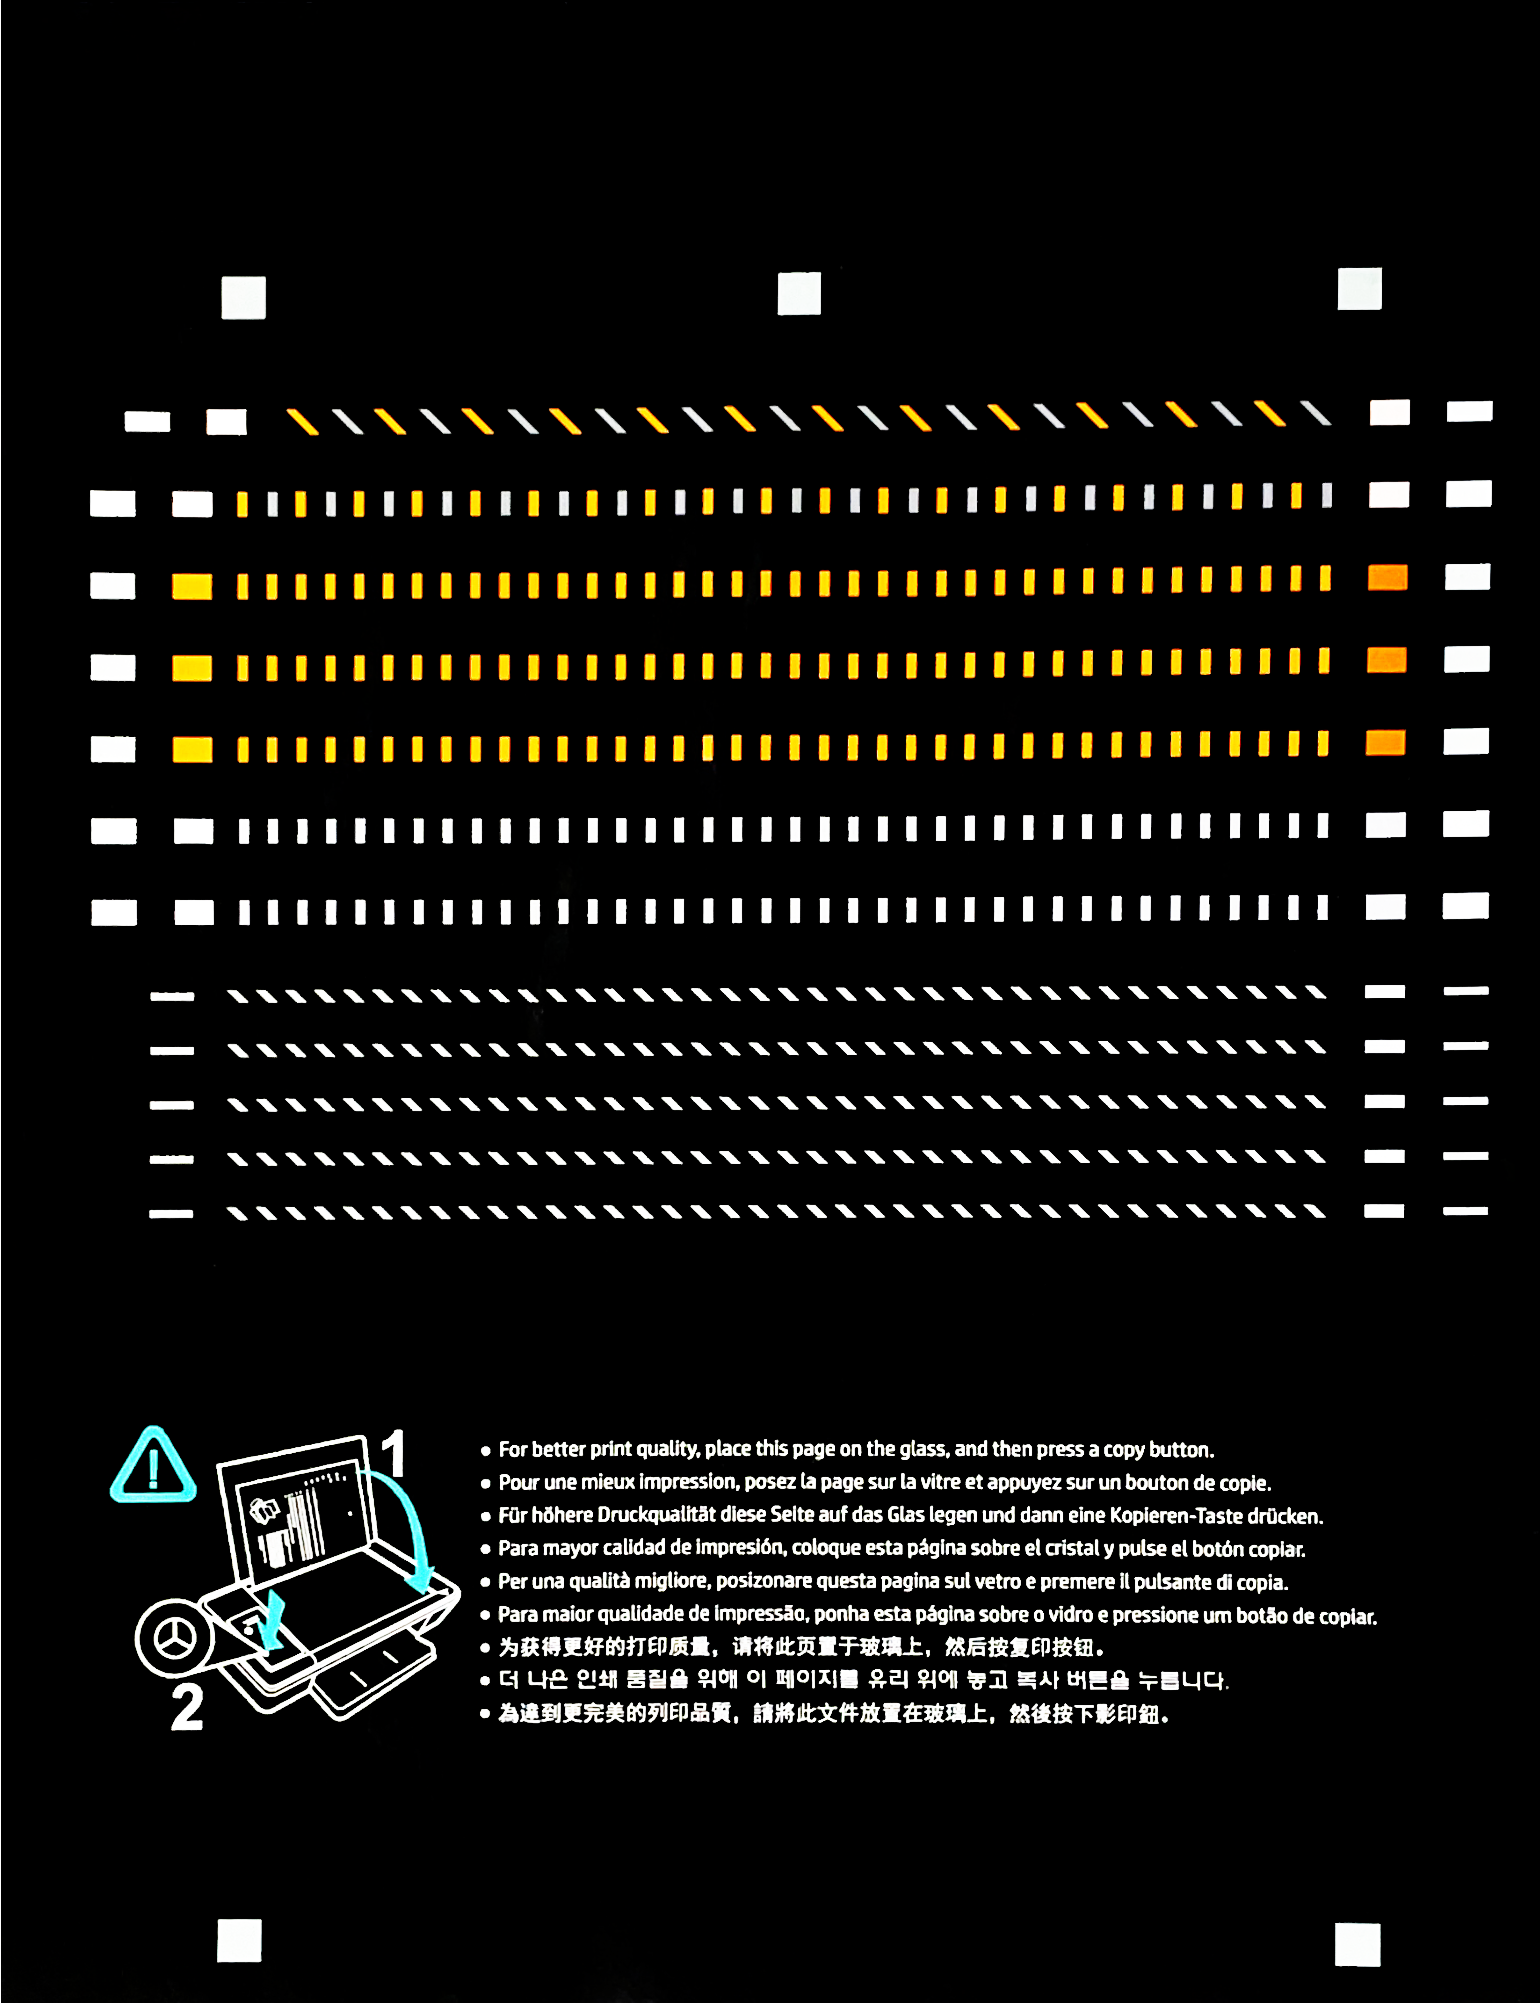 1
2
• For better print quality, place this page on the glass, and then press a copy button.
• Pour une mieux impression, posez la page sur la vitre et appuyez sur un bouton de copie.
• Für höhere Druckqualität diese Seite auf das Glas legen und dann eine Kopieren-Taste drücken.
• Para mayor calidad de impresión, coloque esta página sobre el cristal y pulse el botón copiar.
• Per una qualità migliore, posizonare questa pagina sul vetro e premere il pulsante di copia.
• Para maior qualidade de impressão, ponha esta página sobre o vidro e pressione um botão de copiar.
• 为获得更好的打印质量，请将此页置于玻璃上，然后按复印按钮。
• 더 나은 인쇄 품질을 위해 이 페이지를 유리 위에 놓고 복사 버튼을 누릅니다.
• 為達到更完美的列印品質，請將此文件放置在玻璃上，然後按下影印鈕。